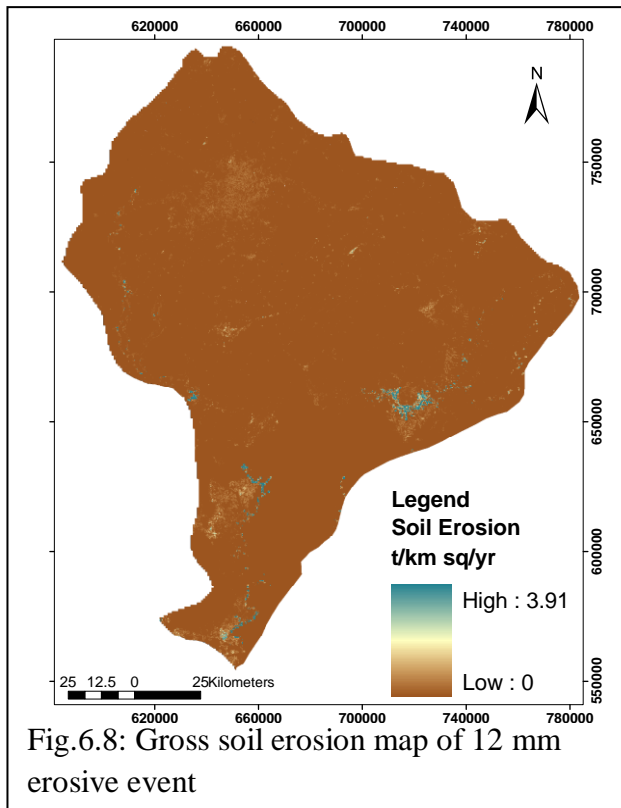 620000 660000 700000 740000 780000
N
750000
700000
650000
600000
550000
Legend
Soil Erosion
t/km sq/yr
High : 3.91
Low : 0
25 12.5 0 25Kilometers
620000 660000 700000 740000 780000
Fig.6.8: Gross soil erosion map of 12 mm
erosive event